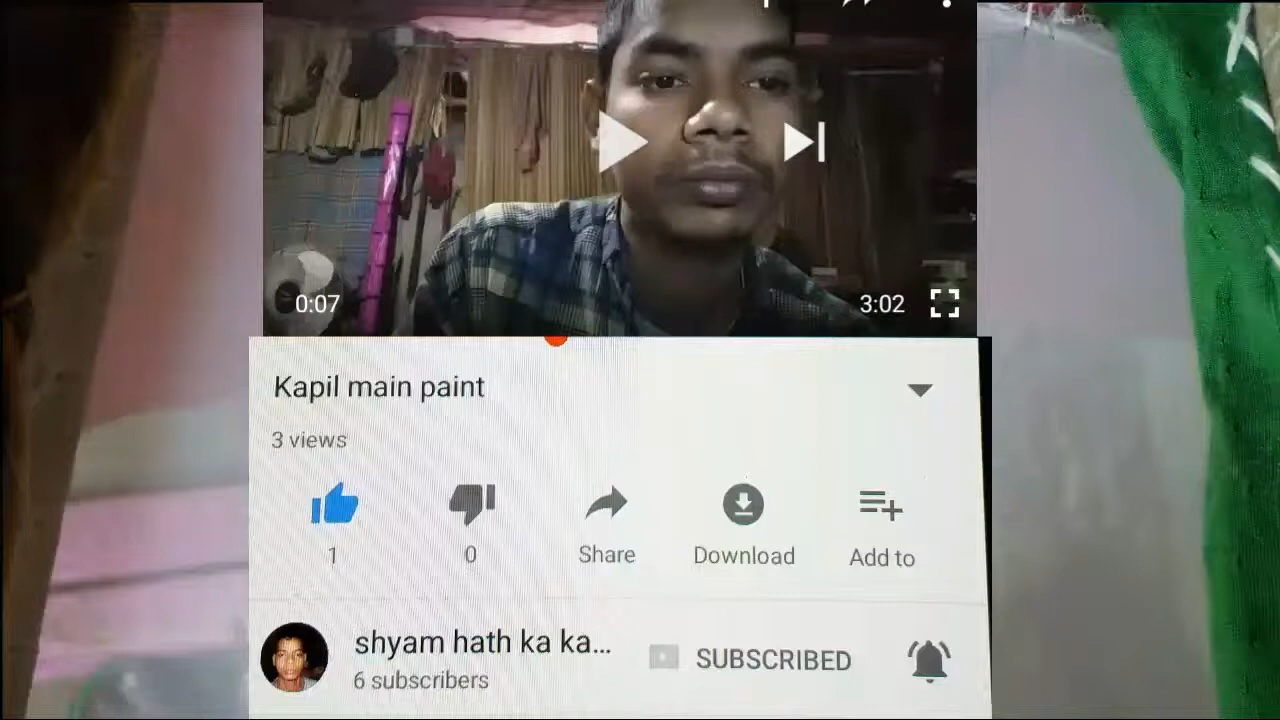 0:07 3:02
Kapil main paint
3 views
1 0 Share Download Add to
shyam hath ka ka... SUBSCRIBED
6 subscribers